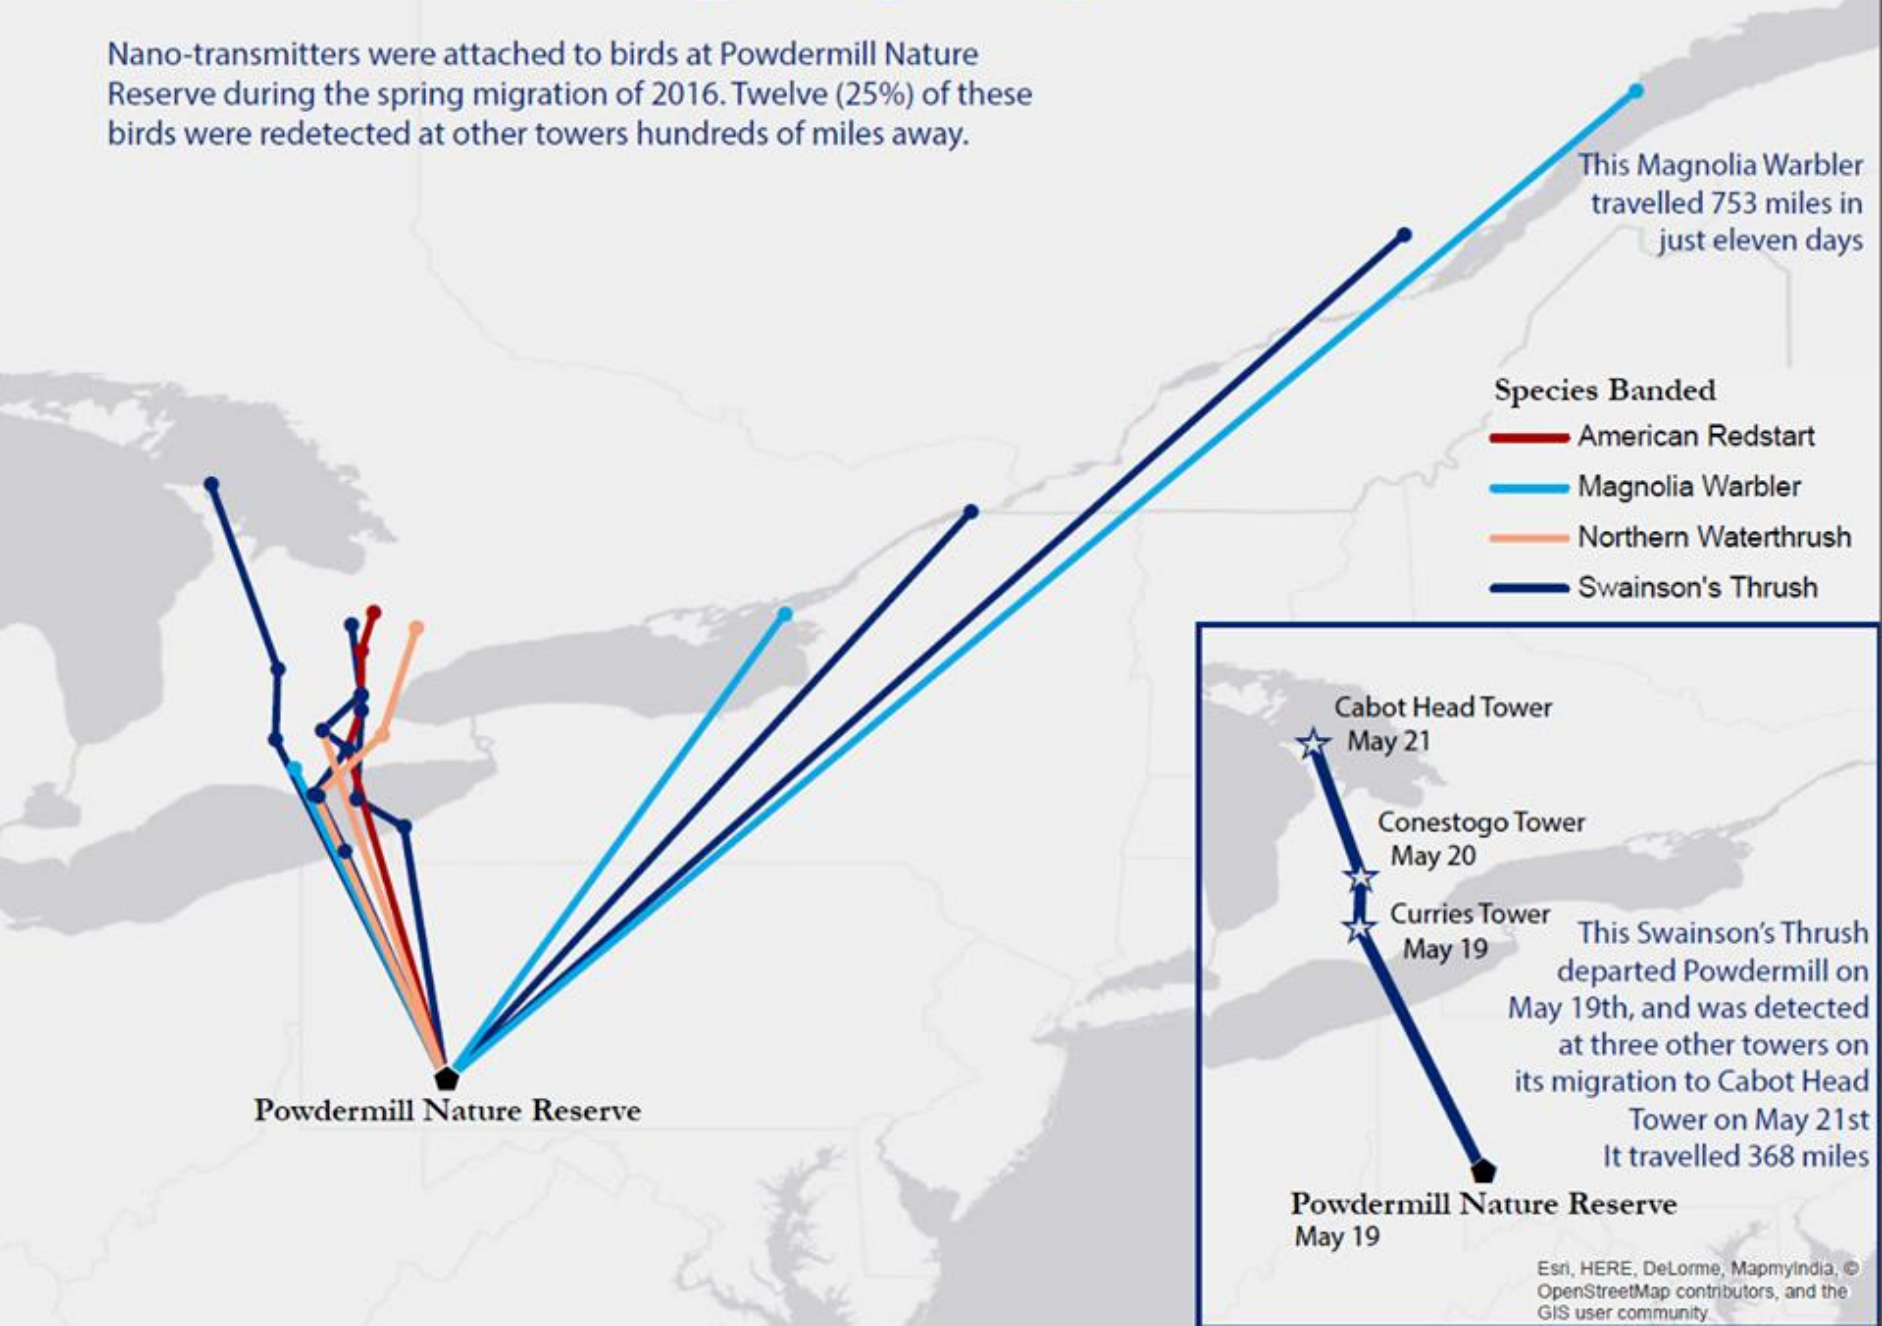 Nano-transmitters were attached to birds at Powdermill Nature
Reserve during the spring migration of 2016. Twelve (25%) of these
birds were redetected at other towers hundreds of miles away.
This Magnolia Warbler
travelled 753 miles in
just eleven days
Species Banded
American Redstart
Magnolia Warbler
Northern Waterthrush
Swainson's Thrush
Powdermill Nature Reserve
Cabot Head Tower
May 21
Conestogo Tower
May 20
Curries Tower
May 19
This Swainson's Thrush
departed Powdermill on
May 19th, and was detected
at three other towers on
its migration to Cabot Head
Tower on May 21st
It travelled 368 miles
Powdermill Nature Reserve
May 19
Esri, HERE, DeLorme, MapmyIndia, ©
OpenStreetMap contributors, and the
GIS user community